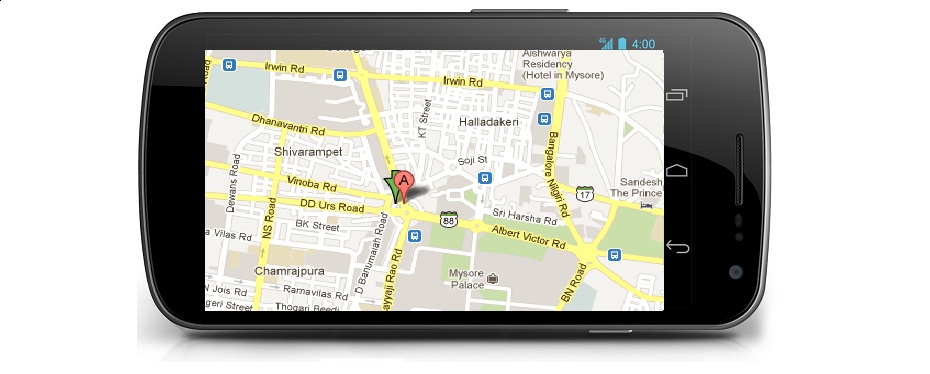 4G 4:00
Aishwarya
Residency
(Hotel in Mysore)
Irwin Rd
Irwin Rd
KT Street
Halladakeri
Dhanavantri Rd
Shivarampet
Soji St
Bangalore Nilgiri Rd
Dewans Road
Vinoba Rd
A
17
Sandesh
The Prince
DD Urs Road
NS Road
BK Street
88
Sri Harsha Rd
Albert Victor Rd
a Vilas Rd
D Banumaiah Road
ayyaji Rao Rd
Chamrajpura
Mysore
Palace
BN Road
N Jois Rd
Ramavilas Rd
geri Street
Thogari Beedi